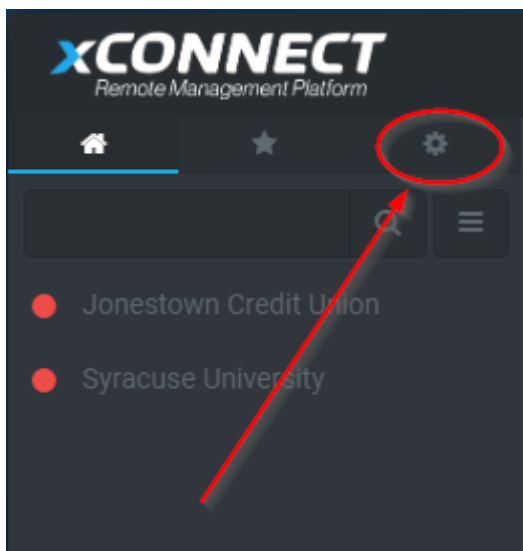 xCONNECT
Remote Management Platform
Jonestown Credit Union
Syracuse University